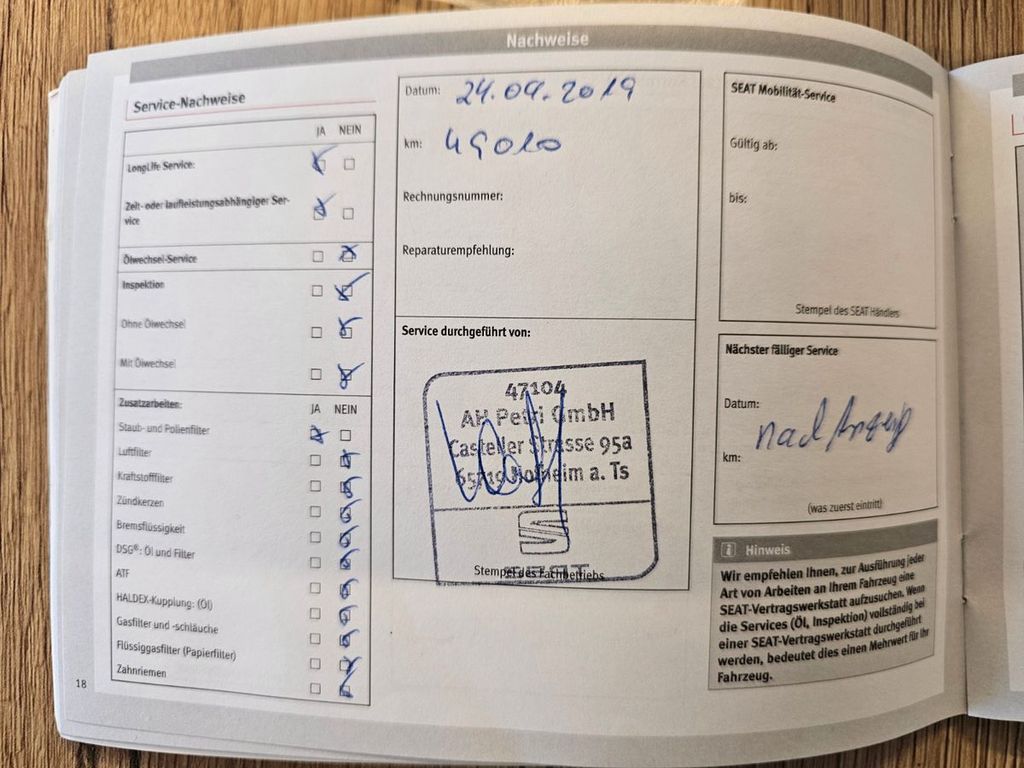 Nachweise
Service-Nachweise
JA NEIN
LongLife Service:
Zeit- oder laufleistungsabhängiger Ser-
vice
Ölwechsel-Service
Inspektion
Ohne Ölwechsel
Mit Ölwechsel
Zusatzarbeiten: JA NEIN
Staub- und Pollenfilter
Luftfilter
Kraftstofffilter
Zündkerzen
Bremsflüssigkeit
DSG®: Öl und Filter
ATF
HALDEX-Kupplung: (Öl)
Gasfilter und -schläuche
Flüssiggasfilter (Papierfilter)
Zahnriemen
18
Datum: 24.09.2019
km: 49010
Rechnungsnummer:
Reparaturempfehlung:
Service durchgeführt von:
47104
AH Petri GmbH
Casteller Strasse 95a
65719 Hofheim a. Ts
SEAT
Stempel des Fachbetriebs
SEAT Mobilität-Service
Gültig ab:
bis:
Stempel des SEAT Händlers
Nächster fälliger Service
Datum:
nach Anzeige
km:
(was zuerst eintritt)
i Hinweis
Wir empfehlen Ihnen, zur Ausführung jeder
Art von Arbeiten an Ihrem Fahrzeug eine
SEAT-Vertragswerkstatt aufzusuchen. Wenn
die Services (Öl, Inspektion) vollständig bei
einer SEAT-Vertragswerkstatt durchgeführt
werden, bedeutet dies einen Mehrwert für Ihr
Fahrzeug.